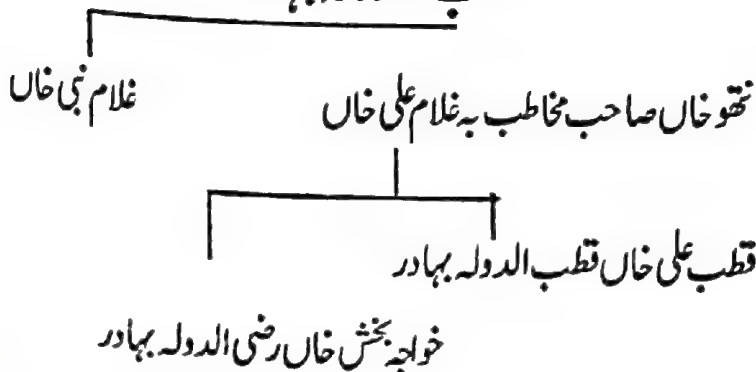 نتھو خاں صاحب مخاطب بہ غلام علی خاں
غلام نبی خاں
قطب علی خاں قطب الدولہ بہادر
خواجہ بخش خاں رضی الدولہ بہادر